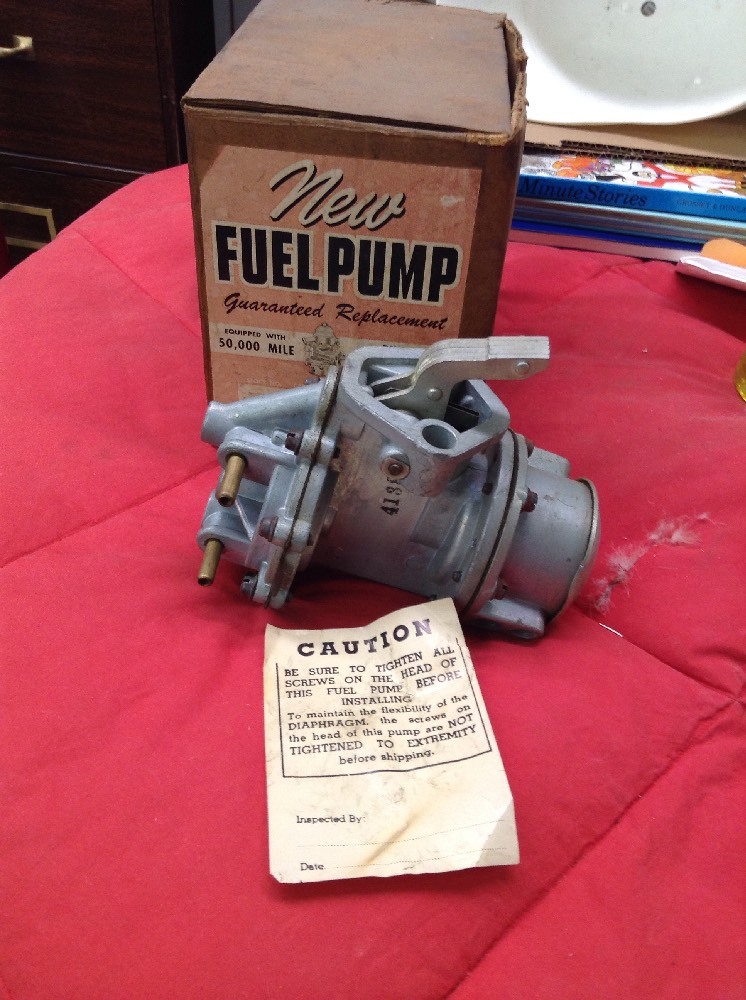 New
FUEL PUMP
Guaranteed Replacement
EQUIPPED WITH
50,000 MILE
Minute Stories
413
CAUTION
BE SURE TO TIGHTEN ALL
SCREWS ON THE HEAD OF
THIS FUEL PUMP BEFORE
INSTALLING
To maintain the flexibility of the
DIAPHRAGM, the screws on
the head of this pump are NOT
TIGHTENED TO EXTREMITY
before shipping.
Inspected By:
Date